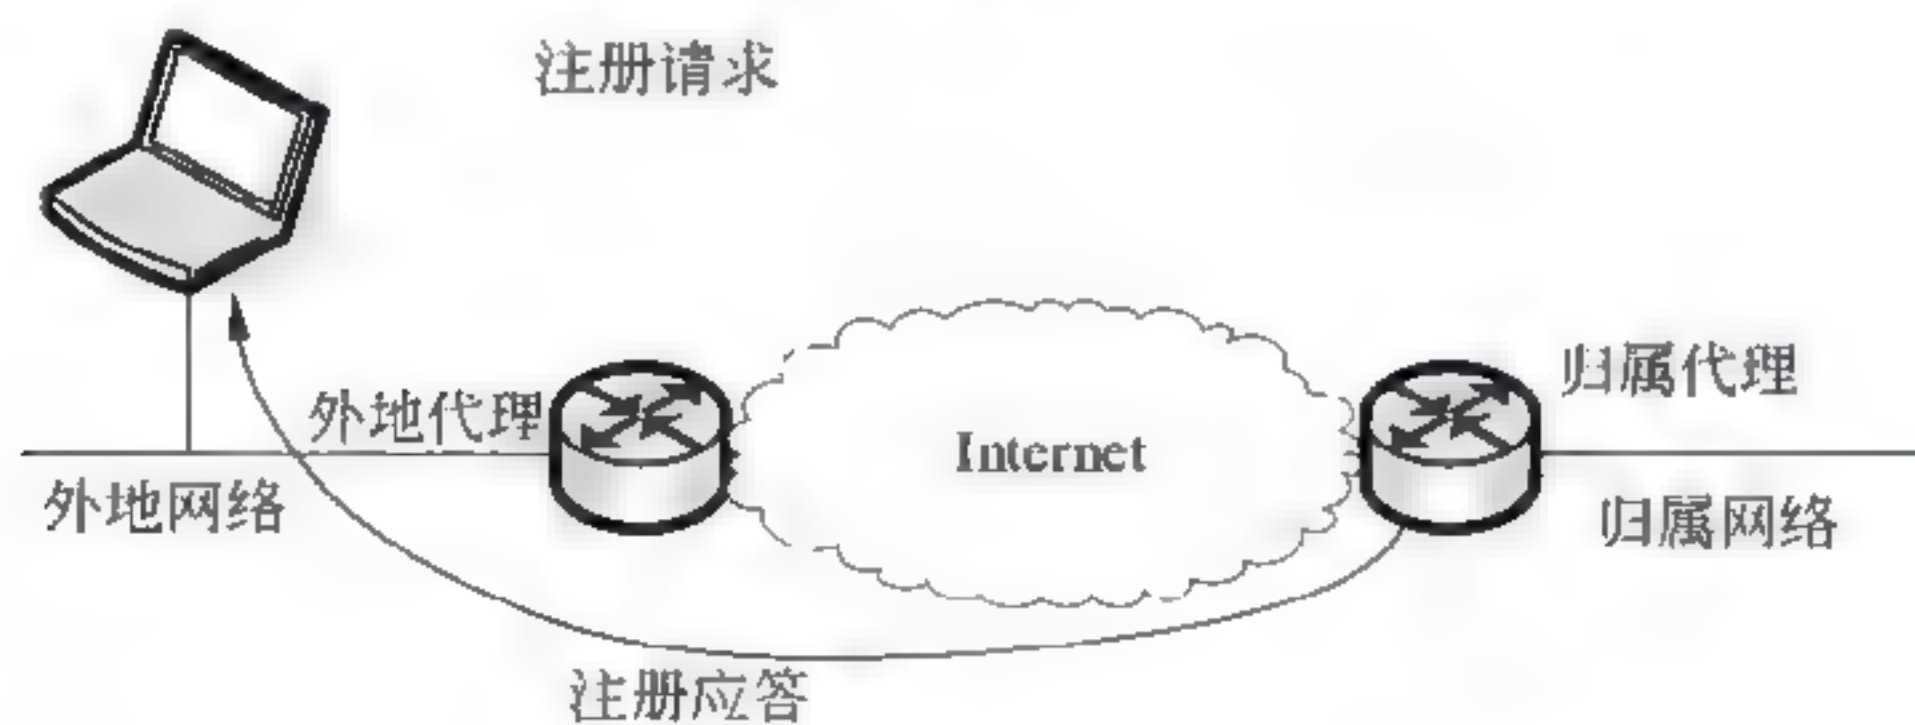 注册请求
外地代理
Internet
归属代理
外地网络
归属网络
注册应答